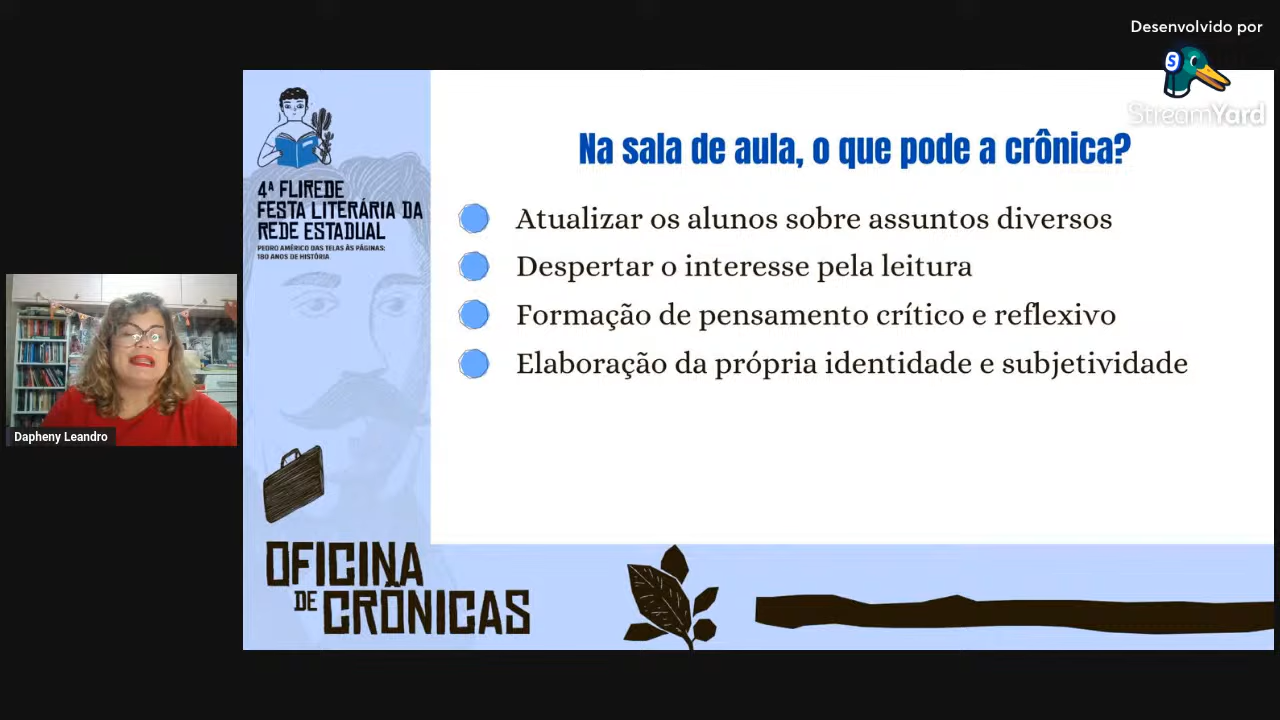 Desenvolvido por
StreamYard
4ª FLIREDE
FESTA LITERÁRIA DA
REDE ESTADUAL
PEDRO AMÉRICO DAS TELAS ÀS PÁGINAS:
180 ANOS DE HISTÓRIA
Na sala de aula, o que pode a crônica?
Atualizar os alunos sobre assuntos diversos
Despertar o interesse pela leitura
Formação de pensamento crítico e reflexivo
Elaboração da própria identidade e subjetividade
Dapheny Leandro
OFICINA
DE CRÔNICAS